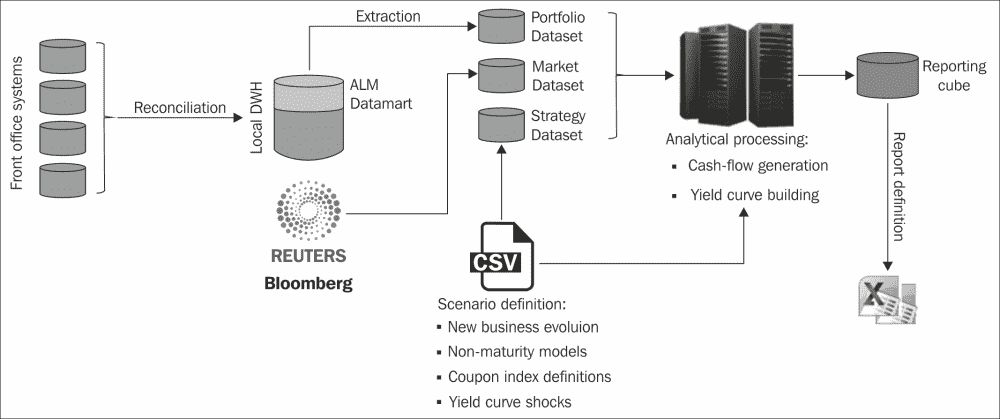 Front office systems
Reconciliation
Local DWH
Extraction
ALM
Datamart
REUTERS
Bloomberg
Portfolio
Dataset
Market
Dataset
Strategy
Dataset
CSV
Scenario definition:
▪ New business evoluion
▪ Non-maturity models
▪ Coupon index definitions
▪ Yield curve shocks
Analytical processing:
▪ Cash-flow generation
▪ Yield curve building
Reporting
cube
Report definition
X